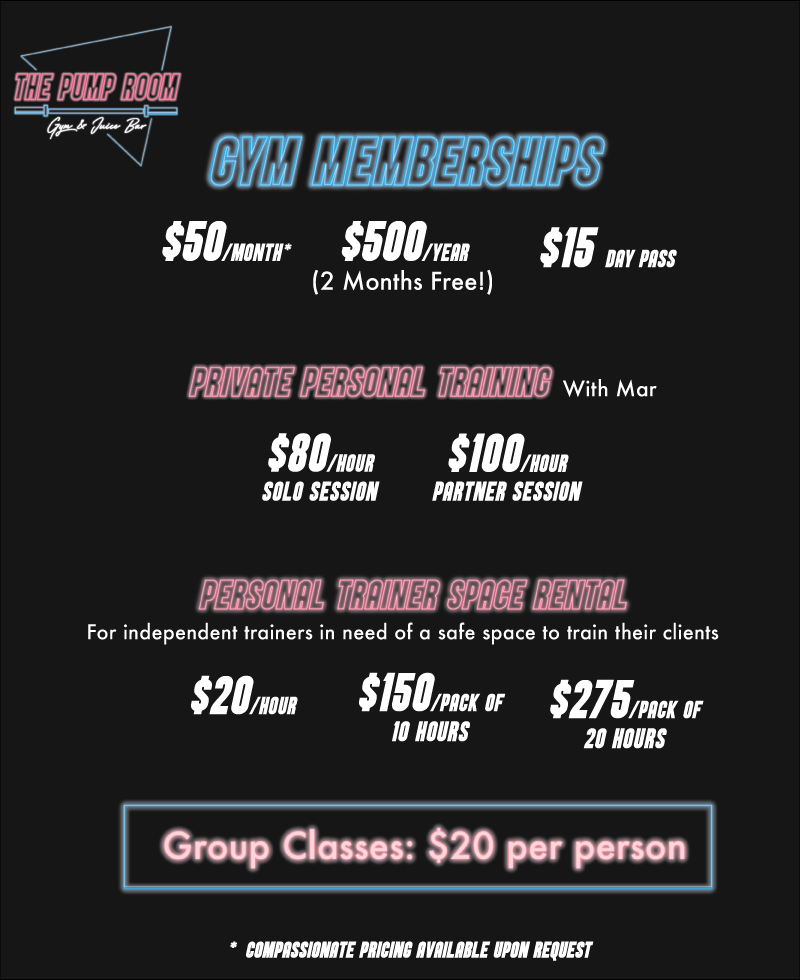 THE PUMP ROOM
Gym & Juice Bar
GYM MEMBERSHIPS
$50/MONTH* $500/YEAR $15 DAY PASS
(2 Months Free!)
PRIVATE PERSONAL TRAINING With Mar
$80/HOUR $100/HOUR
SOLO SESSION PARTNER SESSION
PERSONAL TRAINER SPACE RENTAL
For independent trainers in need of a safe space to train their clients
$20/HOUR $150/PACK OF $275/PACK OF
10 HOURS 20 HOURS
Group Classes: $20 per person
* COMPASSIONATE PRICING AVAILABLE UPON REQUEST